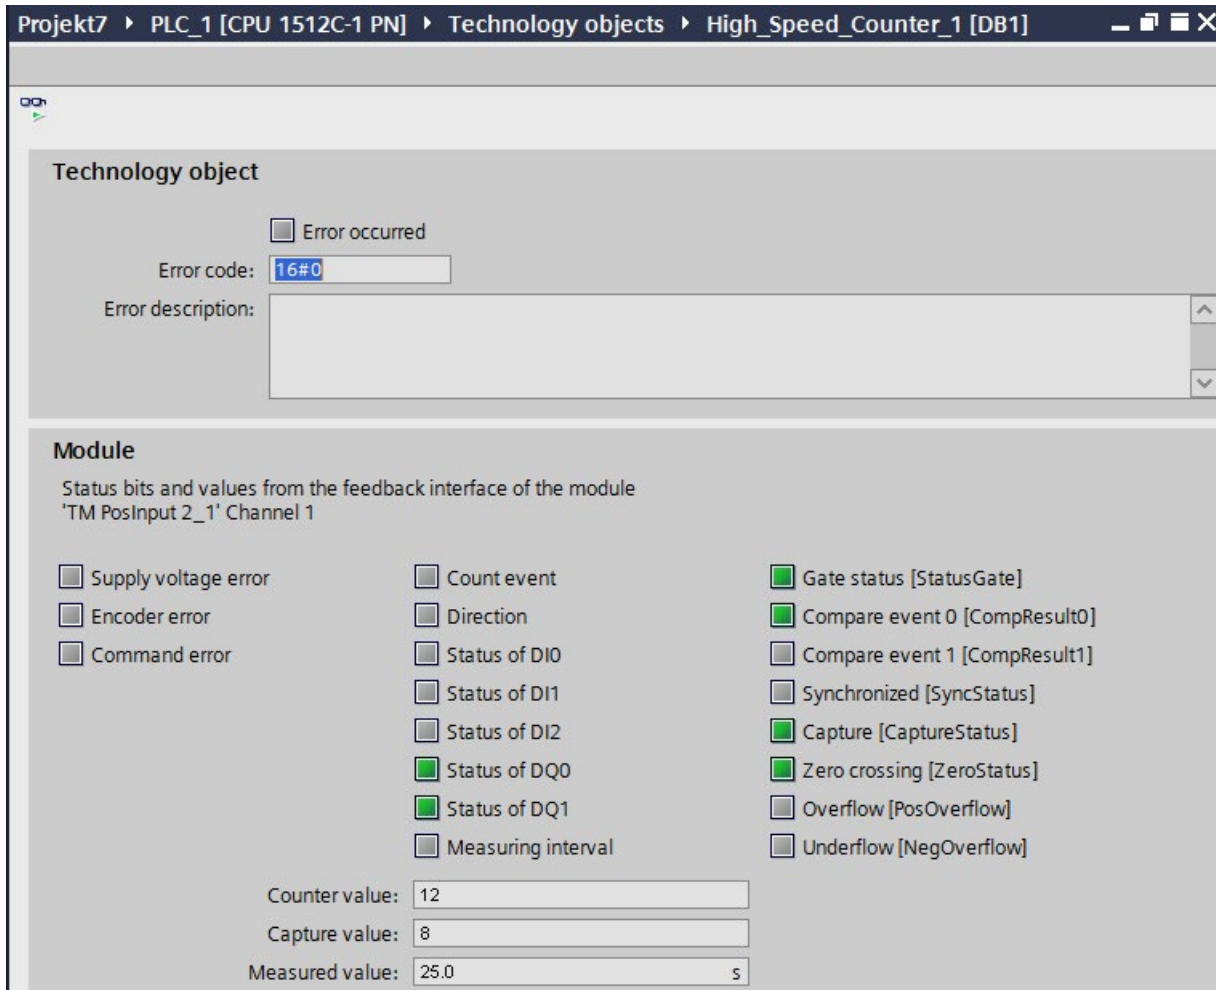 Projekt7 ▸ PLC_1 [CPU 1512C-1 PN] ▸ Technology objects ▸ High_Speed_Counter_1 [DB1]
Technology object
Error occurred
Error code: 16#0
Error description:
Module
Status bits and values from the feedback interface of the module
'TM PosInput 2_1' Channel 1
Supply voltage error Count event Gate status [StatusGate]
Encoder error Direction Compare event 0 [CompResult0]
Command error Status of DI0 Compare event 1 [CompResult1]
Status of DI1 Synchronized [SyncStatus]
Status of DI2 Capture [CaptureStatus]
Status of DQ0 Zero crossing [ZeroStatus]
Status of DQ1 Overflow [PosOverflow]
Measuring interval Underflow [NegOverflow]
Counter value: 12
Capture value: 8
Measured value: 25.0 s